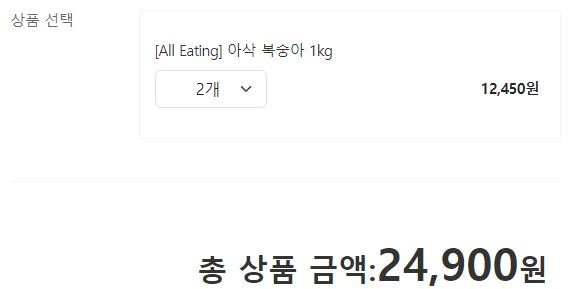 상품 선택
[All Eating] 아삭 복숭아 1kg
2개
12,450원
총 상품 금액:24,900원